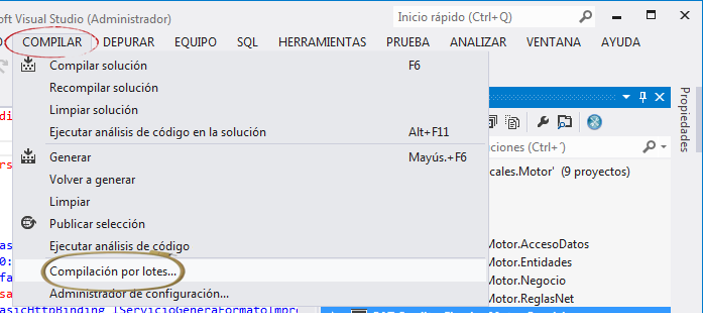 oft Visual Studio (Administrador)
Inicio rápido (Ctrl+Q)
COMPILAR DEPURAR EQUIPO SQL HERRAMIENTAS PRUEBA ANALIZAR VENTANA AYUDA
Compilar solución F6
Recompilar solución
Limpiar solución
Ejecutar análisis de código en la solución Alt+F11
Generar Mayús.+F6
Volver a generar
Limpiar
Publicar selección
Ejecutar análisis de código
Compilación por lotes...
Administrador de configuración...
Propiedades
ciones (Ctrl+´)
cales.Motor' (9 proyectos)
Motor.AccesoDatos
Motor.Entidades
Motor.Negocio
Motor.ReglasNet